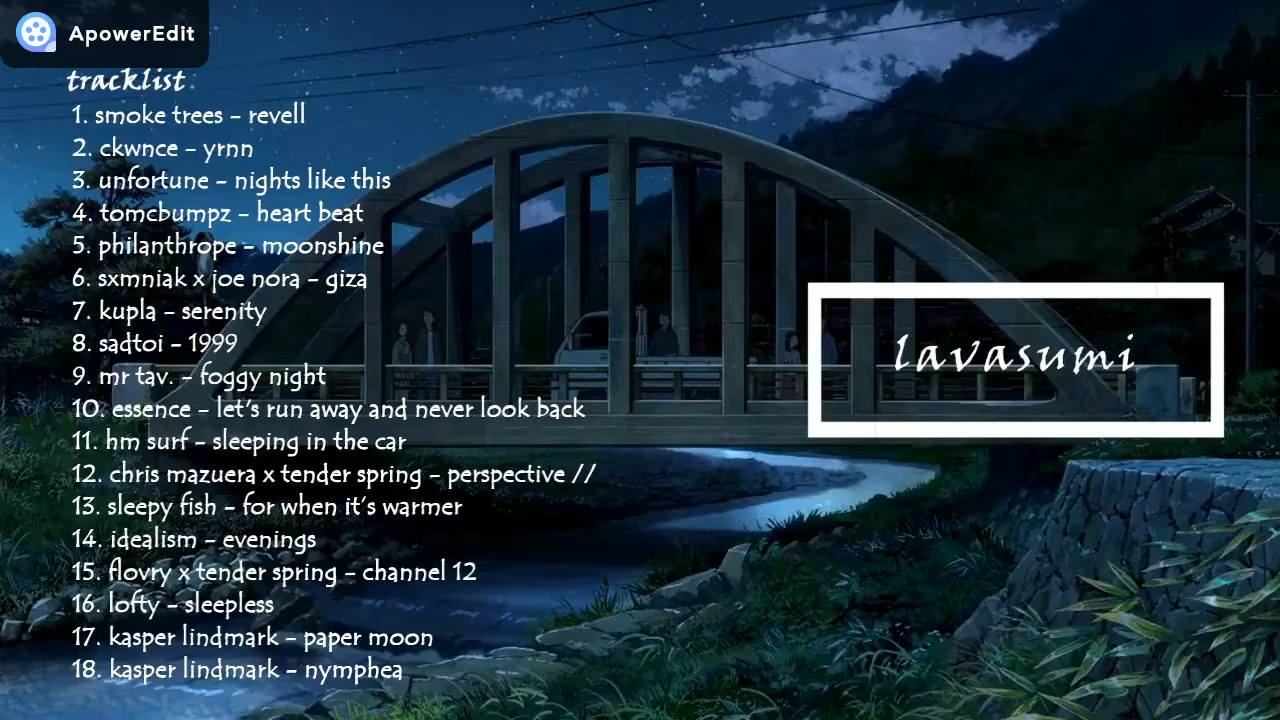 ApowerEdit
tracklist
1. smoke trees - revell
2. ckwnce - yrnn
3. unfortune - nights like this
4. tomcbumpz - heart beat
5. philanthrope - moonshine
6. sxmniak x joe nora - giza
7. kupla - serenity
8. sadtoi - 1999
9. mr tav. - foggy night
10. essence - let's run away and never look back
11. hm surf - sleeping in the car
12. chris mazuera x tender spring - perspective //
13. sleepy fish - for when it's warmer
14. idealism - evenings
15. flovry x tender spring - channel 12
16. lofty - sleepless
17. kasper lindmark - paper moon
18. kasper lindmark - nymphea
lavasumi